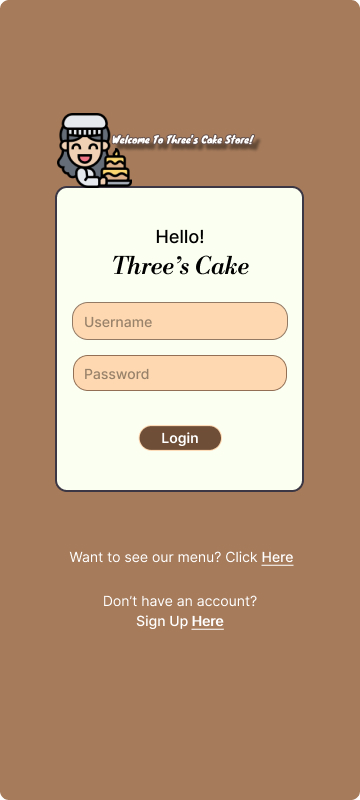 Welcome To Three's Cake Store!
Hello!
Three's Cake
Username
Password
Login
Want to see our menu? Click Here
Don't have an account?
Sign Up Here